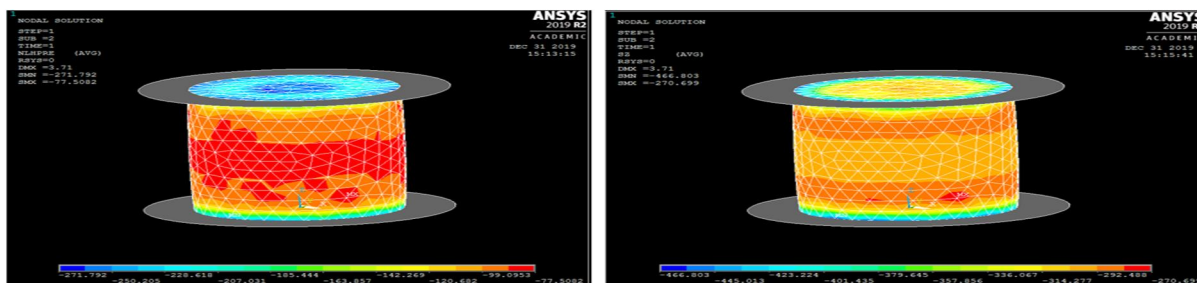 1
NODAL SOLUTION
STEP=1
SUB =2
TIME=1
NLHPRE (AVG)
RSYS=0
DMX =3.71
SMN =-271.792
SMX =-77.5082
ANSYS
2019 R2
ACADEMIC
DEC 31 2019
15:13:15
MX
-271.792 -228.618 -185.444 -142.269 -99.0953
-250.205 -207.031 -163.857 -120.682 -77.5082
1
NODAL SOLUTION
STEP=1
SUB =2
TIME=1
SZ (AVG)
RSYS=0
DMX =3.71
SMN =-466.803
SMX =-270.699
ANSYS
2019 R
ACADEMIC
DEC 31 2019
15:15:41
MX
-466.803 -423.224 -379.645 -336.067 -292.488
-445.013 -401.435 -357.856 -314.277 -270.69